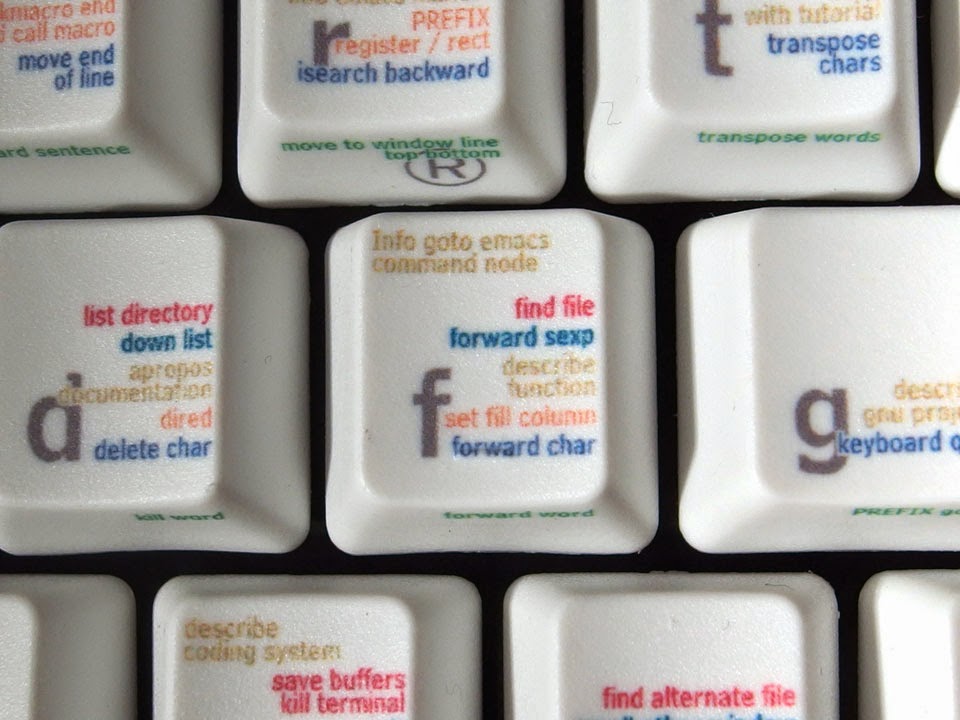 kmacro end
call macro
move end
of line
ard sentence
PREFIX
r
register / rect
isearch backward
move to window line
top bottom
®
with tutorial
t
transpose
chars
transpose words
list directory
down list
apropos
documentation
d
dired
delete char
kill word
Info goto emacs
command node
find file
forward sexp
describe
function
f
set fill column
forward char
forward word
g
gnu
keyboard
PREFIX
describe
coding system
save buffers
kill terminal
find alternate file